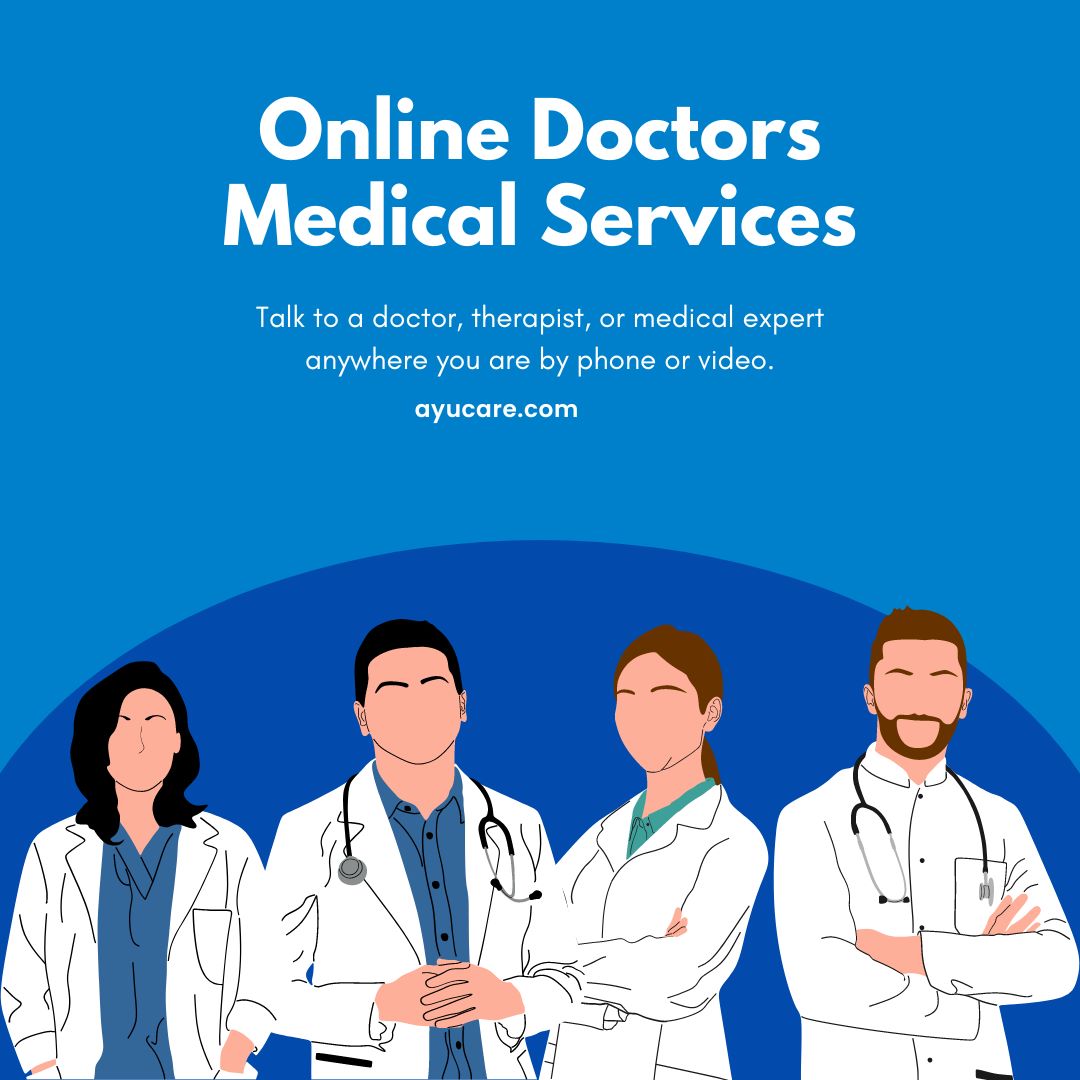 Online Doctors
Medical Services
Talk to a doctor, therapist, or medical expert
anywhere you are by phone or video.
ayucare.com